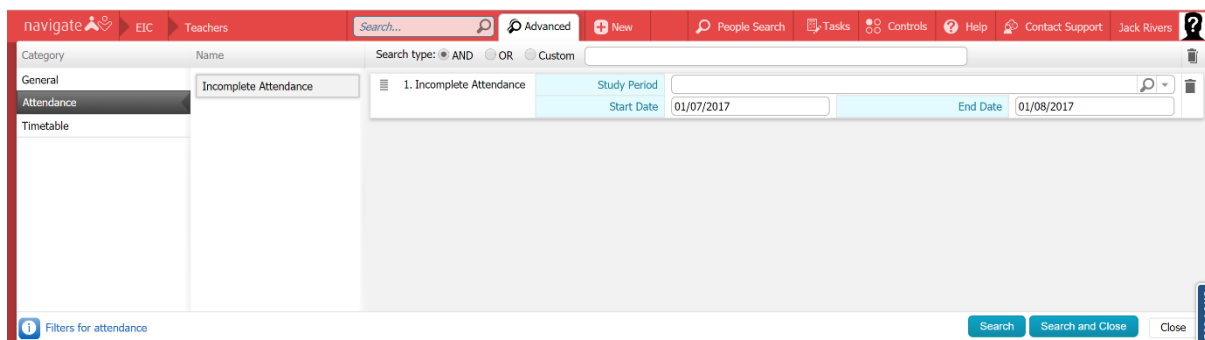 navigate EIC Teachers Search... Advanced New People Search Tasks Controls Help Contact Support Jack Rivers
Category Name Search type: AND OR Custom
General Incomplete Attendance 1. Incomplete Attendance Study Period
Attendance Start Date 01/07/2017 End Date 01/08/2017
Timetable
Filters for attendance Search Search and Close Close